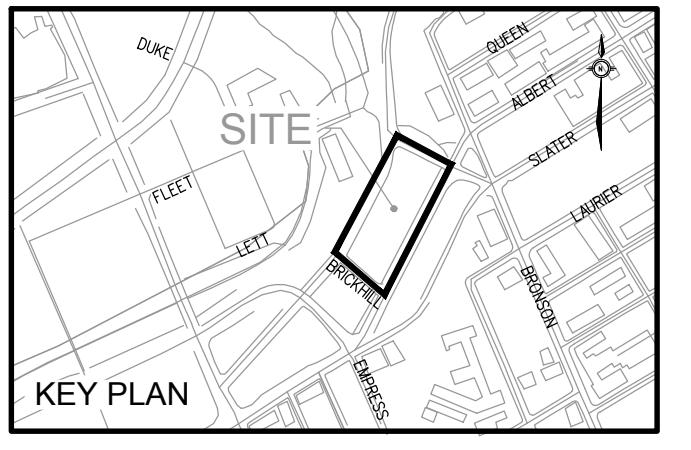 DUKE
QUEEN
N
ALBERT
SITE
SLATER
FLEET
LAURIER
LETT
BRICKHILL
BRONSON
EMPRESS
KEY PLAN